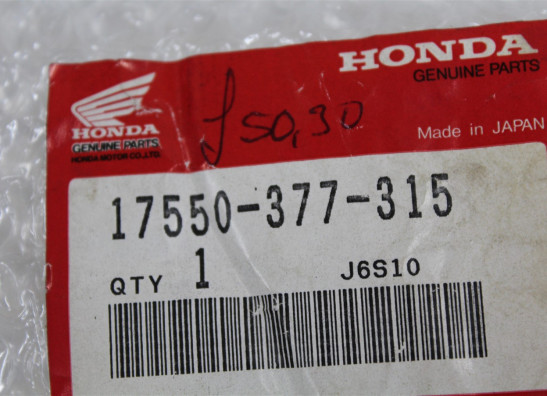 HONDA
GENUINE PARTS
HONDA
GENUINE PARTS
HONDA MOTOR CO.,LTD.
ƒ50,30
Made in JAPAN
17550-377-315
QTY 1 J6S10